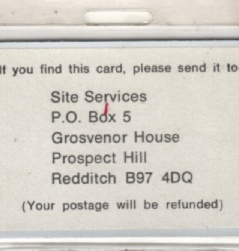 If you find this card, please send it to
Site Services
P.O. Box 5
Grosvenor House
Prospect Hill
Redditch B97 4DQ
(Your postage will be refunded)